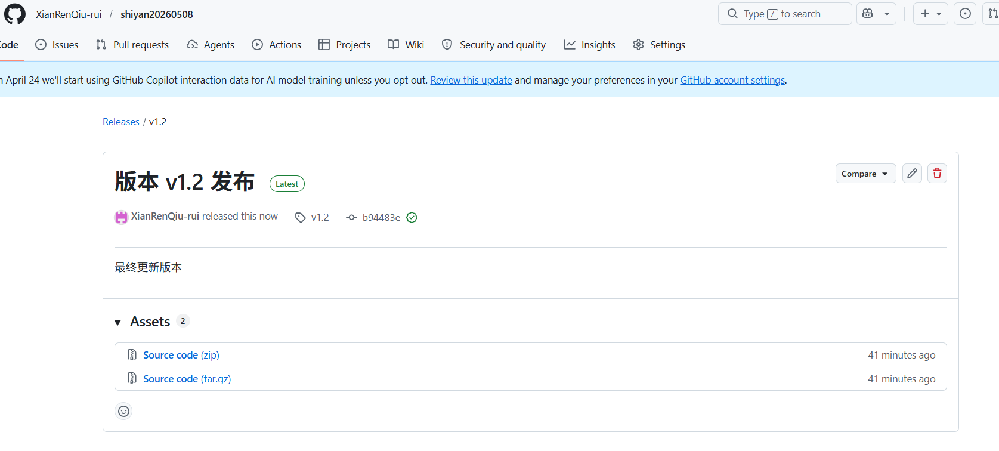 XianRenQiu-rui / shiyan20260508 Type / to search
ode Issues Pull requests Agents Actions Projects Wiki Security and quality Insights Settings
n April 24 we'll start using GitHub Copilot interaction data for AI model training unless you opt out. Review this update and manage your preferences in your GitHub account settings.
Releases / v1.2
版本 v1.2 发布 Latest Compare
XianRenQiu-rui released this now v1.2 b94483e
最终更新版本
Assets 2
Source code (zip) 41 minutes ago
Source code (tar.gz) 41 minutes ago